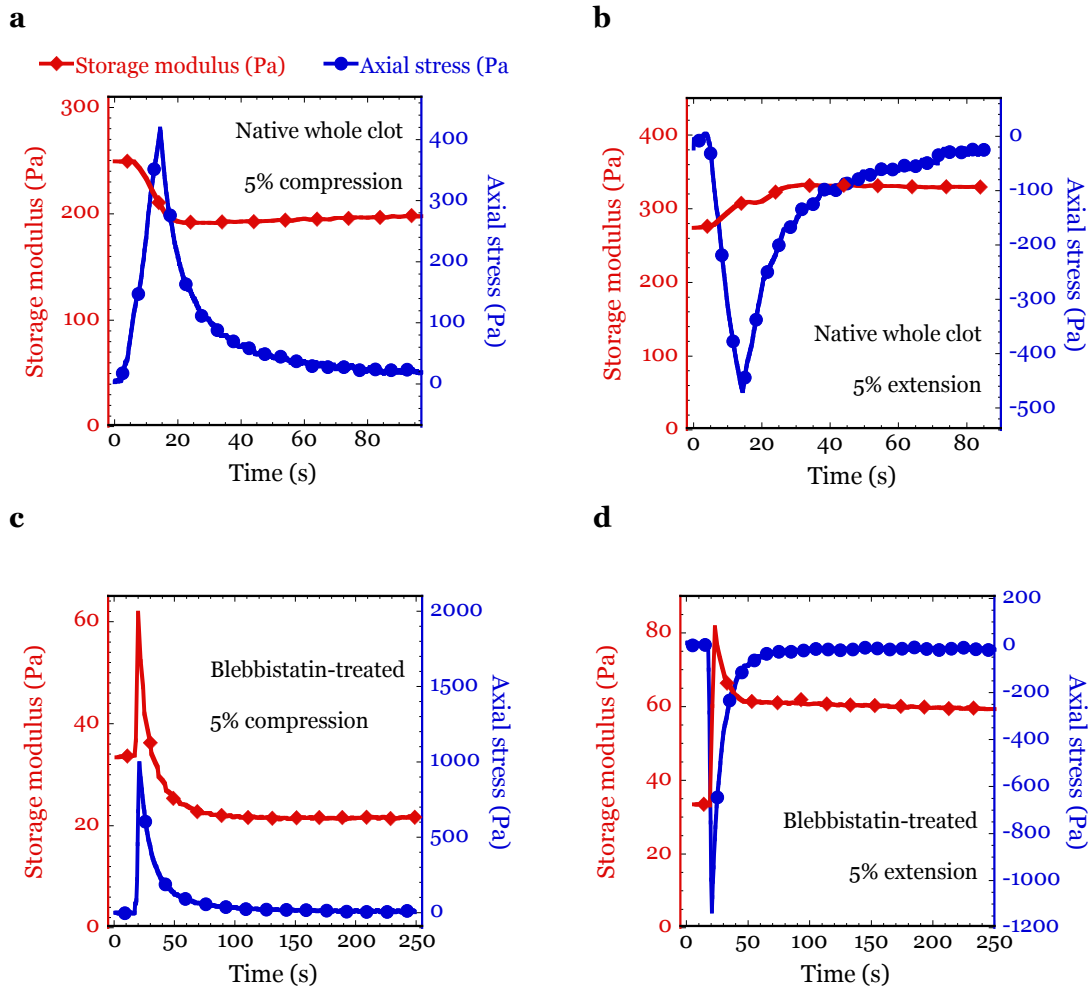 a
b
Storage modulus (Pa)
Axial stress (Pa
300
200
100
0
Storage modulus (Pa)
Native whole clot
5% compression
400
300
200
100
0
Axial stress (Pa)
0
20
40
60
80
Time (s)
400
300
200
100
0
Storage modulus (Pa)
Native whole clot
5% extension
0
-100
-200
-300
-400
-500
Axial stress (Pa)
0
20
40
60
80
Time (s)
c
d
60
40
20
0
Storage modulus (Pa)
Blebbistatin-treated
5% compression
2000
1500
1000
500
0
Axial stress (Pa)
0
50
100
150
200
250
Time (s)
80
60
40
20
0
Storage modulus (Pa)
Blebbistatin-treated
5% extension
200
0
-200
-400
-600
-800
-1000
-1200
Axial stress (Pa)
0
50
100
150
200
250
Time (s)